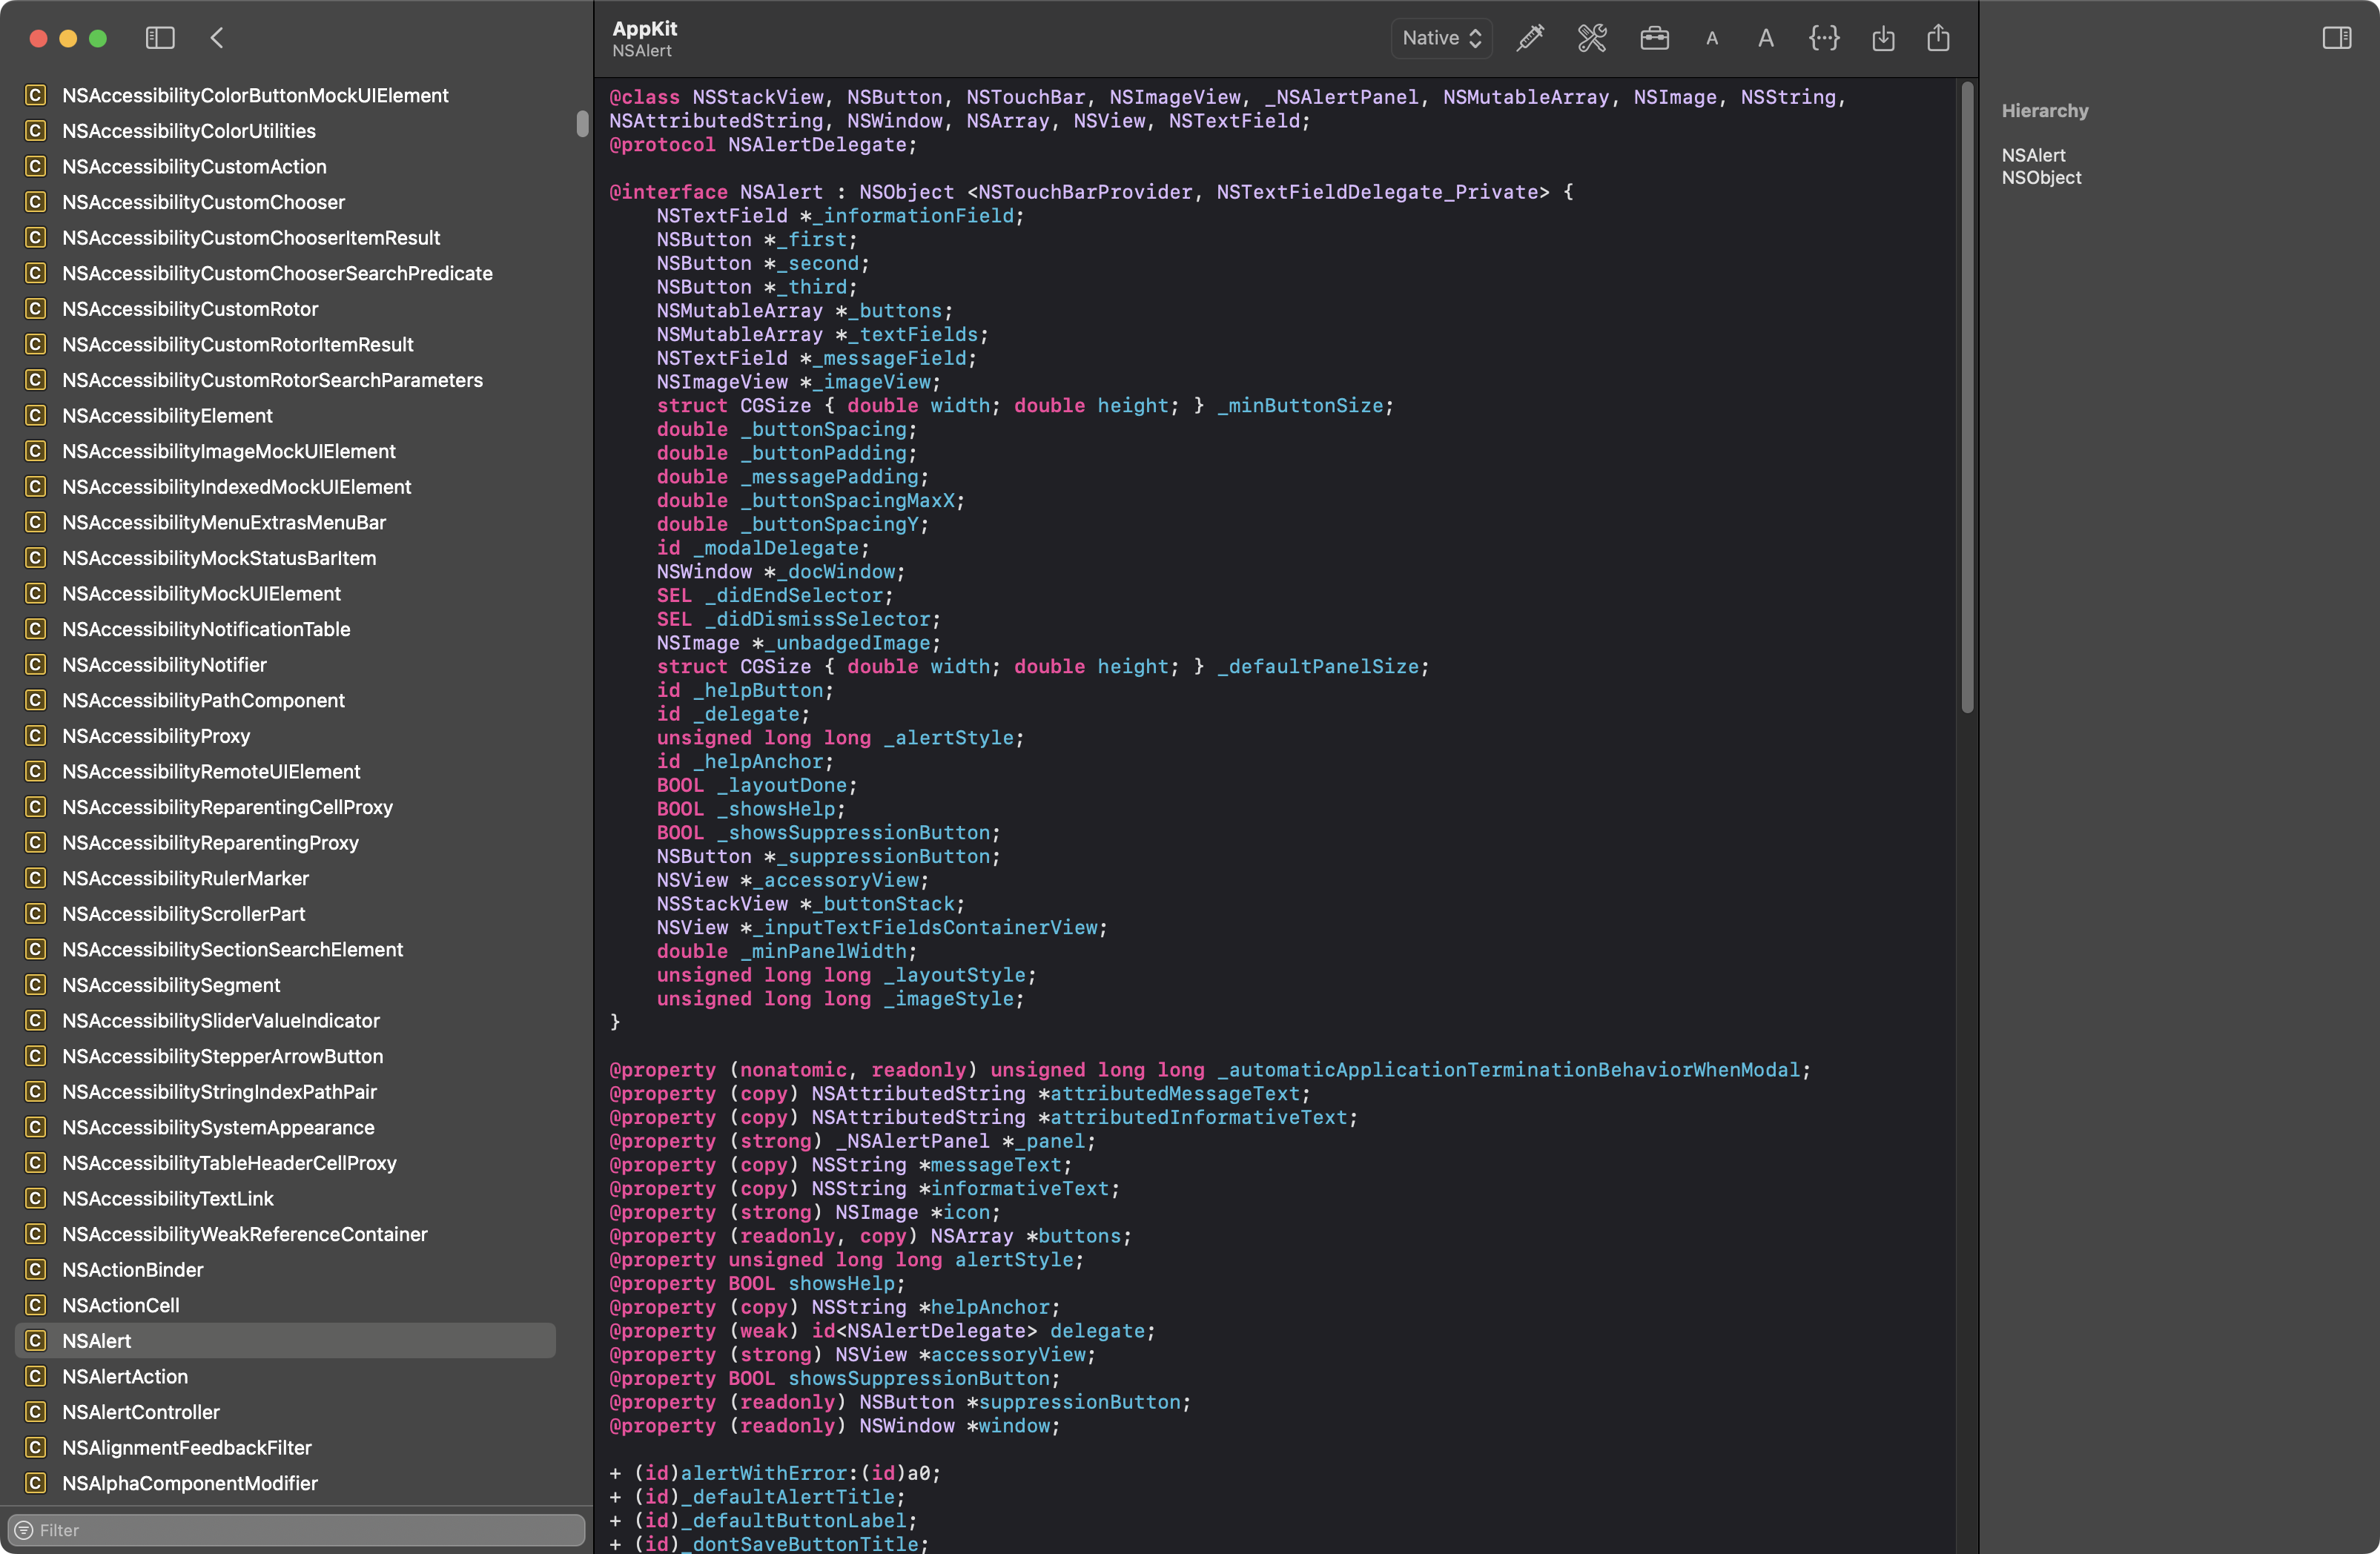 NSAccessibilityColorButtonMockUIElement
NSAccessibilityColorUtilities
NSAccessibilityCustomAction
NSAccessibilityCustomChooser
NSAccessibilityCustomChooserItemResult
NSAccessibilityCustomChooserSearchPredicate
NSAccessibilityCustomRotor
NSAccessibilityCustomRotorItemResult
NSAccessibilityCustomRotorSearchParameters
NSAccessibilityElement
NSAccessibilityImageMockUIElement
NSAccessibilityIndexedMockUIElement
NSAccessibilityMenuExtrasMenuBar
NSAccessibilityMockStatusBarItem
NSAccessibilityMockUIElement
NSAccessibilityNotificationTable
NSAccessibilityNotifier
NSAccessibilityPathComponent
NSAccessibilityProxy
NSAccessibilityRemoteUIElement
NSAccessibilityReparentingCellProxy
NSAccessibilityReparentingProxy
NSAccessibilityRulerMarker
NSAccessibilityScrollerPart
NSAccessibilitySectionSearchElement
NSAccessibilitySegment
NSAccessibilitySliderValueIndicator
NSAccessibilityStepperArrowButton
NSAccessibilityStringIndexPathPair
NSAccessibilitySystemAppearance
NSAccessibilityTableHeaderCellProxy
NSAccessibilityTextLink
NSAccessibilityWeakReferenceContainer
NSActionBinder
NSActionCell
NSAlert
NSAlertAction
NSAlertController
NSAlignmentFeedbackFilter
NSAlphaComponentModifier
Filter
AppKit
NSAlert
Native
A A {···}
@class NSStackView, NSButton, NSTouchBar, NSImageView, _NSAlertPanel, NSMutableArray, NSImage, NSString,
NSAttributedString, NSWindow, NSArray, NSView, NSTextField;
@protocol NSAlertDelegate;
@interface NSAlert : NSObject <NSTouchBarProvider, NSTextFieldDelegate_Private> {
    NSTextField *_informationField;
    NSButton *_first;
    NSButton *_second;
    NSButton *_third;
    NSMutableArray *_buttons;
    NSMutableArray *_textFields;
    NSTextField *_messageField;
    NSImageView *_imageView;
    struct CGSize { double width; double height; } _minButtonSize;
    double _buttonSpacing;
    double _buttonPadding;
    double _messagePadding;
    double _buttonSpacingMaxX;
    double _buttonSpacingY;
    id _modalDelegate;
    NSWindow *_docWindow;
    SEL _didEndSelector;
    SEL _didDismissSelector;
    NSImage *_unbadgedImage;
    struct CGSize { double width; double height; } _defaultPanelSize;
    id _helpButton;
    id _delegate;
    unsigned long long _alertStyle;
    id _helpAnchor;
    BOOL _layoutDone;
    BOOL _showsHelp;
    BOOL _showsSuppressionButton;
    NSButton *_suppressionButton;
    NSView *_accessoryView;
    NSStackView *_buttonStack;
    NSView *_inputTextFieldsContainerView;
    double _minPanelWidth;
    unsigned long long _layoutStyle;
    unsigned long long _imageStyle;
}
@property (nonatomic, readonly) unsigned long long _automaticApplicationTerminationBehaviorWhenModal;
@property (copy) NSAttributedString *attributedMessageText;
@property (copy) NSAttributedString *attributedInformativeText;
@property (strong) _NSAlertPanel *_panel;
@property (copy) NSString *messageText;
@property (copy) NSString *informativeText;
@property (strong) NSImage *icon;
@property (readonly, copy) NSArray *buttons;
@property unsigned long long alertStyle;
@property BOOL showsHelp;
@property (copy) NSString *helpAnchor;
@property (weak) id<NSAlertDelegate> delegate;
@property (strong) NSView *accessoryView;
@property BOOL showsSuppressionButton;
@property (readonly) NSButton *suppressionButton;
@property (readonly) NSWindow *window;
+ (id)alertWithError:(id)a0;
+ (id)_defaultAlertTitle;
+ (id)_defaultButtonLabel;
+ (id)_dontSaveButtonTitle;
Hierarchy
NSAlert
NSObject